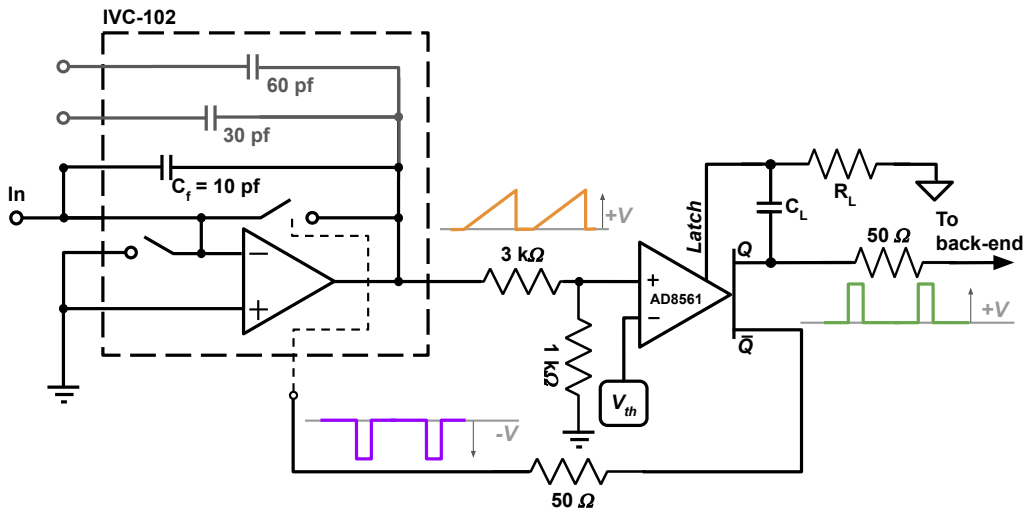 IVC-102
60 pf
30 pf
C_f = 10 pf
In
+V
3 kΩ
1 kΩ
+
−
AD8561
V_th
Latch
Q
Q̅
C_L
R_L
50 Ω
To
back-end
+V
−
+
-V
50 Ω